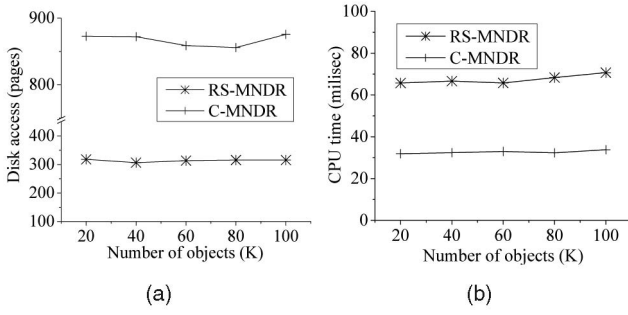 900
850
400
300
200
100
Disk access (pages)
RS-MNDR
C-MNDR
20 40 60 80 100
Number of objects (K)
(a)
100
80
60
40
20
0
CPU time (milisec)
RS-MNDR
C-MNDR
20 40 60 80 100
Number of objects (K)
(b)